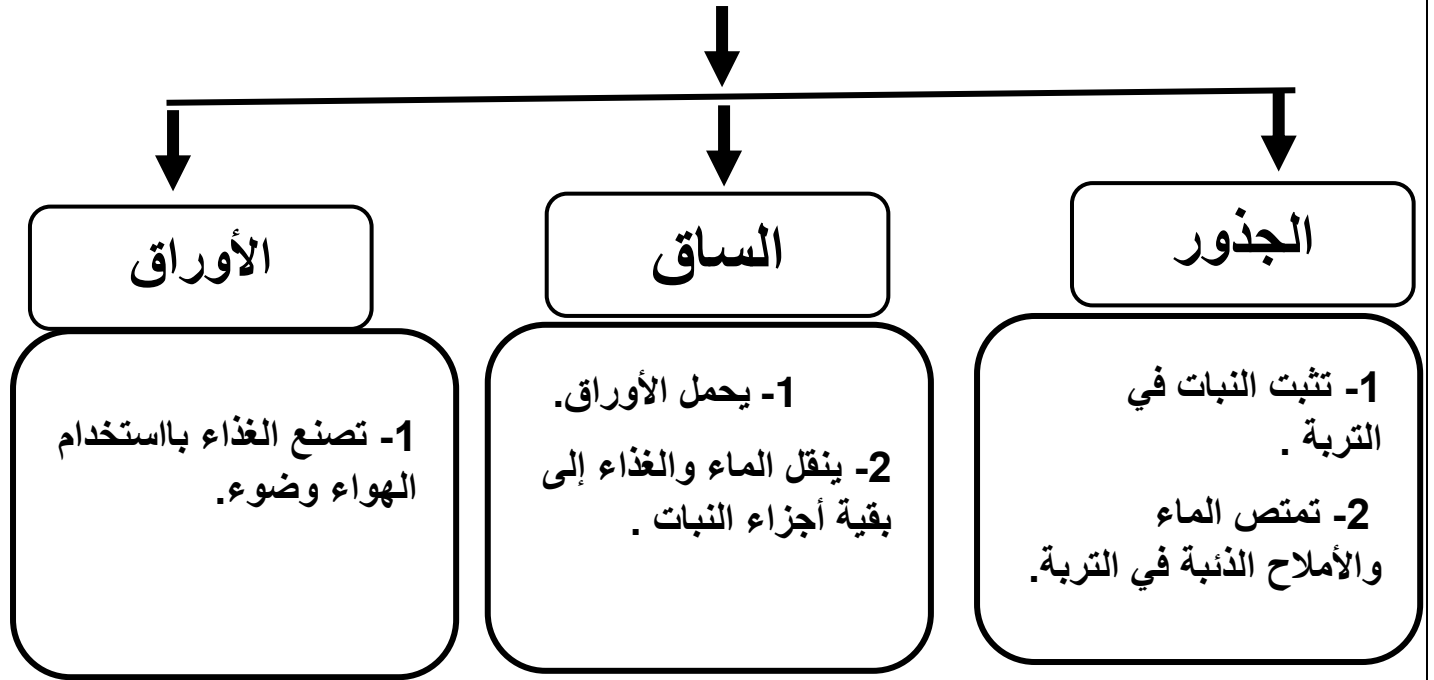 الجذور
1- تثبت النبات في
التربة .
2- تمتص الماء
والأملاح الذئبة في التربة.
الساق
1- يحمل الأوراق.
2- ينقل الماء والغذاء إلى
بقية أجزاء النبات .
الأوراق
1- تصنع الغذاء بااستخدام
الهواء وضوء.